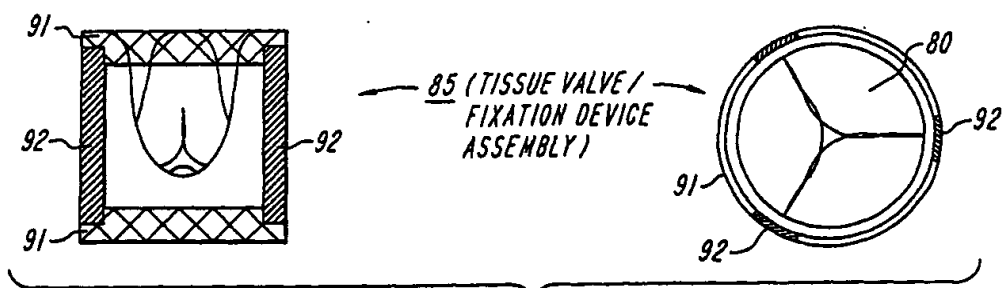 91
80
85 (TISSUE VALVE/
FIXATION DEVICE
ASSEMBLY)
92
92
92
91
91
92